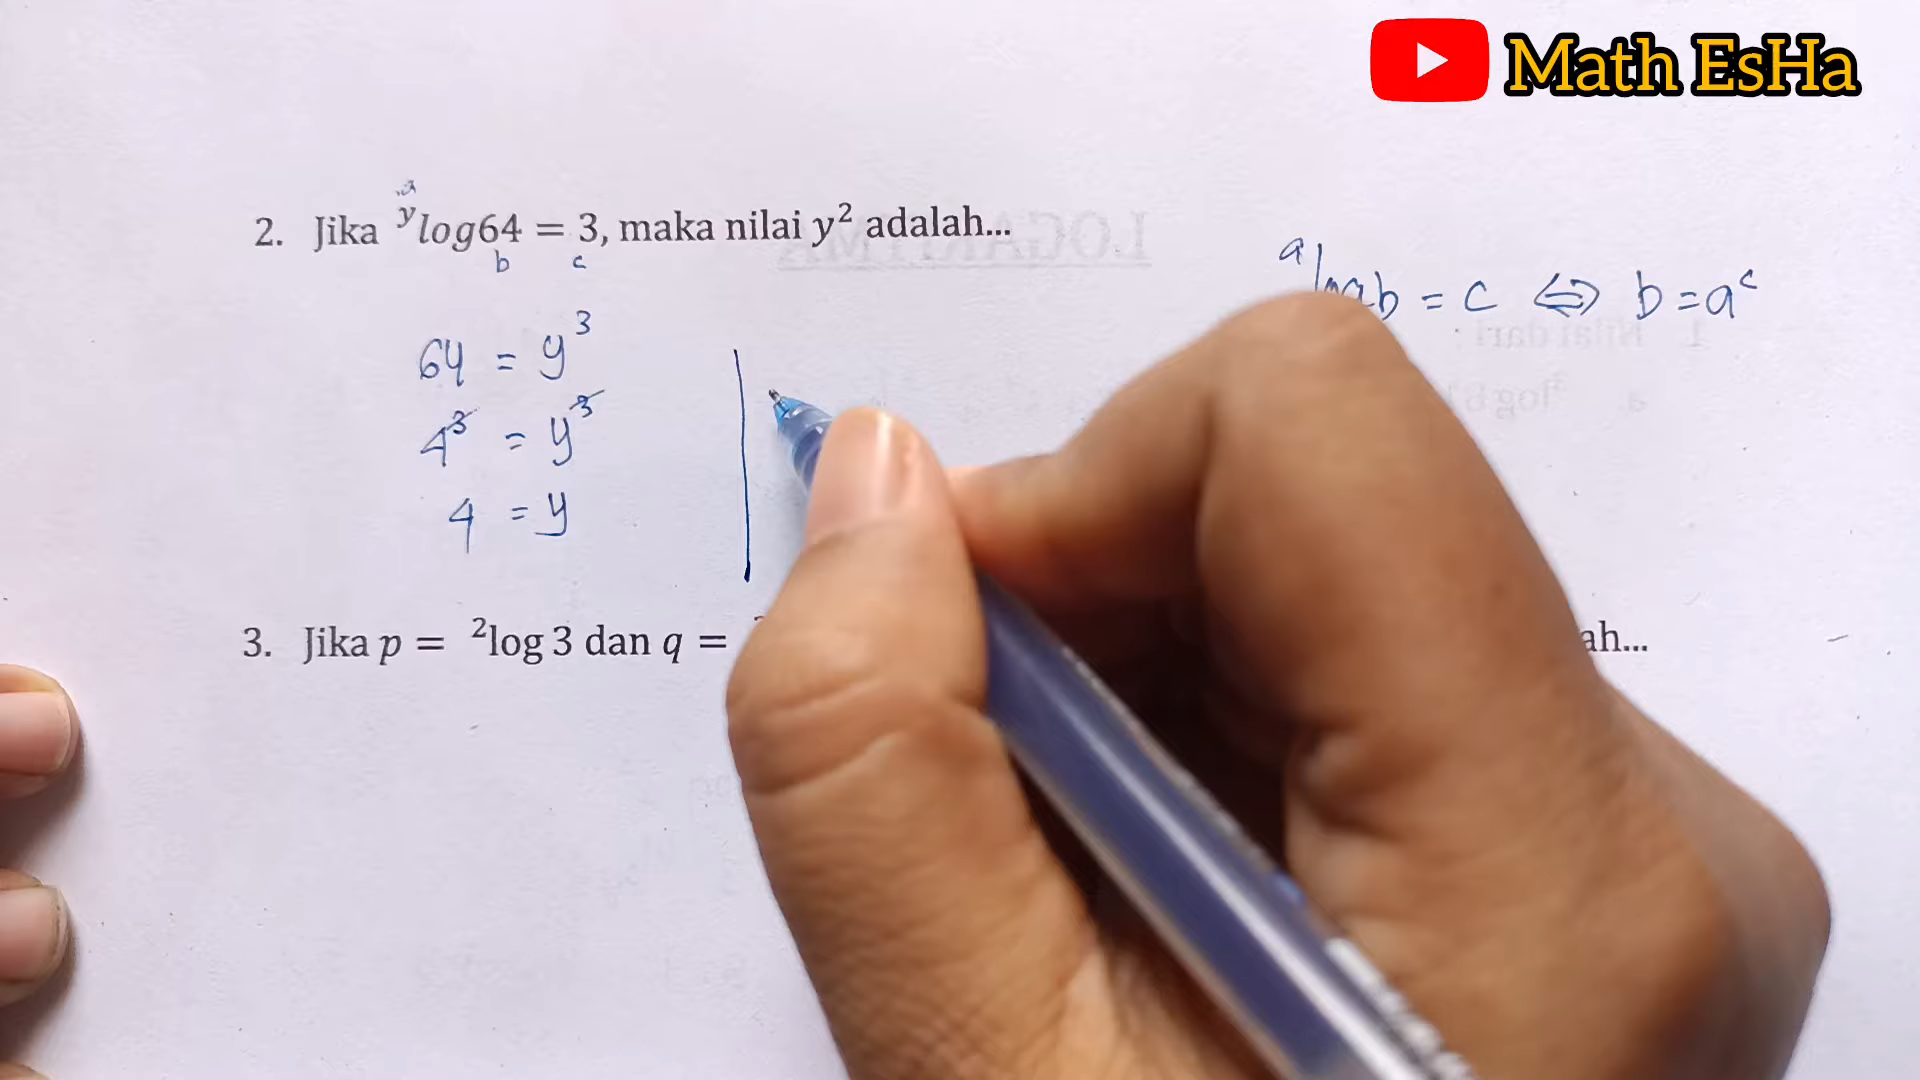 Math EsHa
a
2. Jika ʸlog64 = 3, maka nilai y² adalah...
b c
ᵃlogb = c ⇔ b = aᶜ
64 = y³
4³ = y³
4 = y
3. Jika p = ²log 3 dan q = ah...